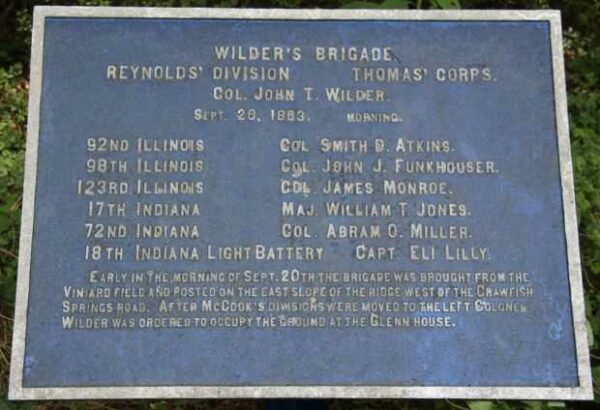 WILDER'S BRIGADE.
REYNOLDS' DIVISION THOMAS' CORPS.
COL. JOHN T. WILDER.
SEPT. 20, 1863. MORNING.
92ND ILLINOIS COL. SMITH D. ATKINS.
98TH ILLINOIS COL. JOHN J. FUNKHOUSER.
123RD ILLINOIS COL. JAMES MONROE.
17TH INDIANA MAJ. WILLIAM T. JONES.
72ND INDIANA COL. ABRAM O. MILLER.
18TH INDIANA LIGHT BATTERY CAPT. ELI LILLY.
EARLY IN THE MORNING OF SEPT. 20TH THE BRIGADE WAS BROUGHT FROM THE
VINIARD FIELD AND POSTED ON THE EAST SLOPE OF THE RIDGE WEST OF THE CRAWFISH
SPRINGS ROAD. AFTER MCCOOK'S DIVISIONS WERE MOVED TO THE LEFT COLONEL
WILDER WAS ORDERED TO OCCUPY THE GROUND AT THE GLENN HOUSE.